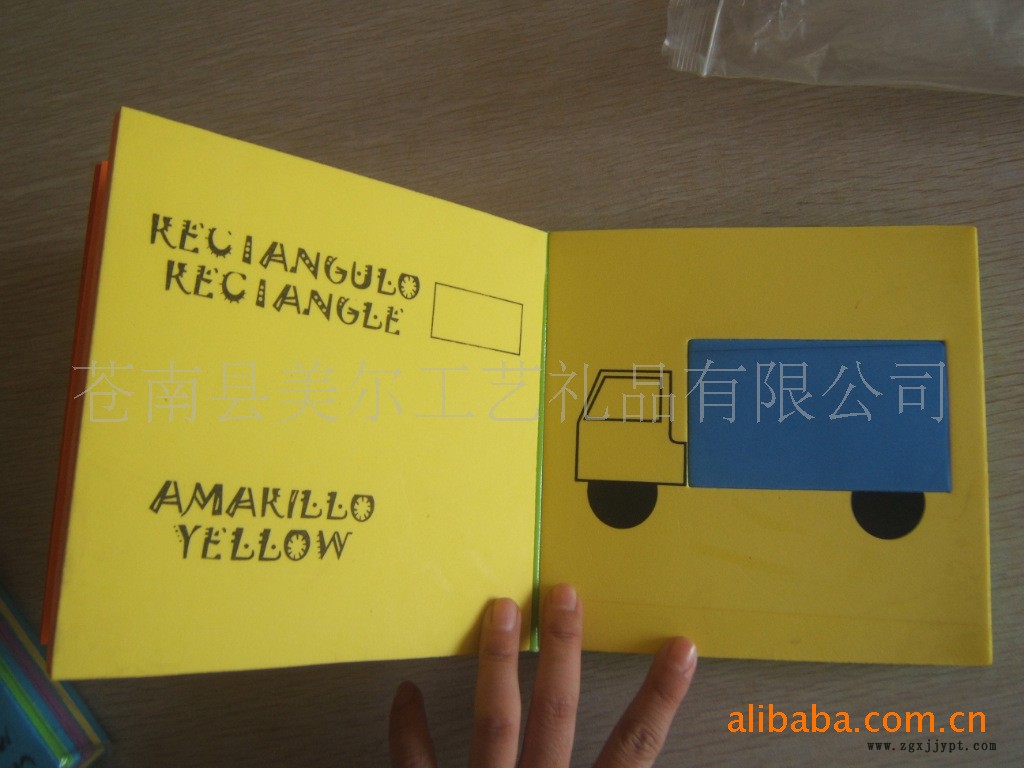 RECTANGULO
RECTANGLE
苍南县美尔工艺礼品有限公司
AMARILLO
YELLOW
alibaba.com.cn
www.zgxjjypt.com